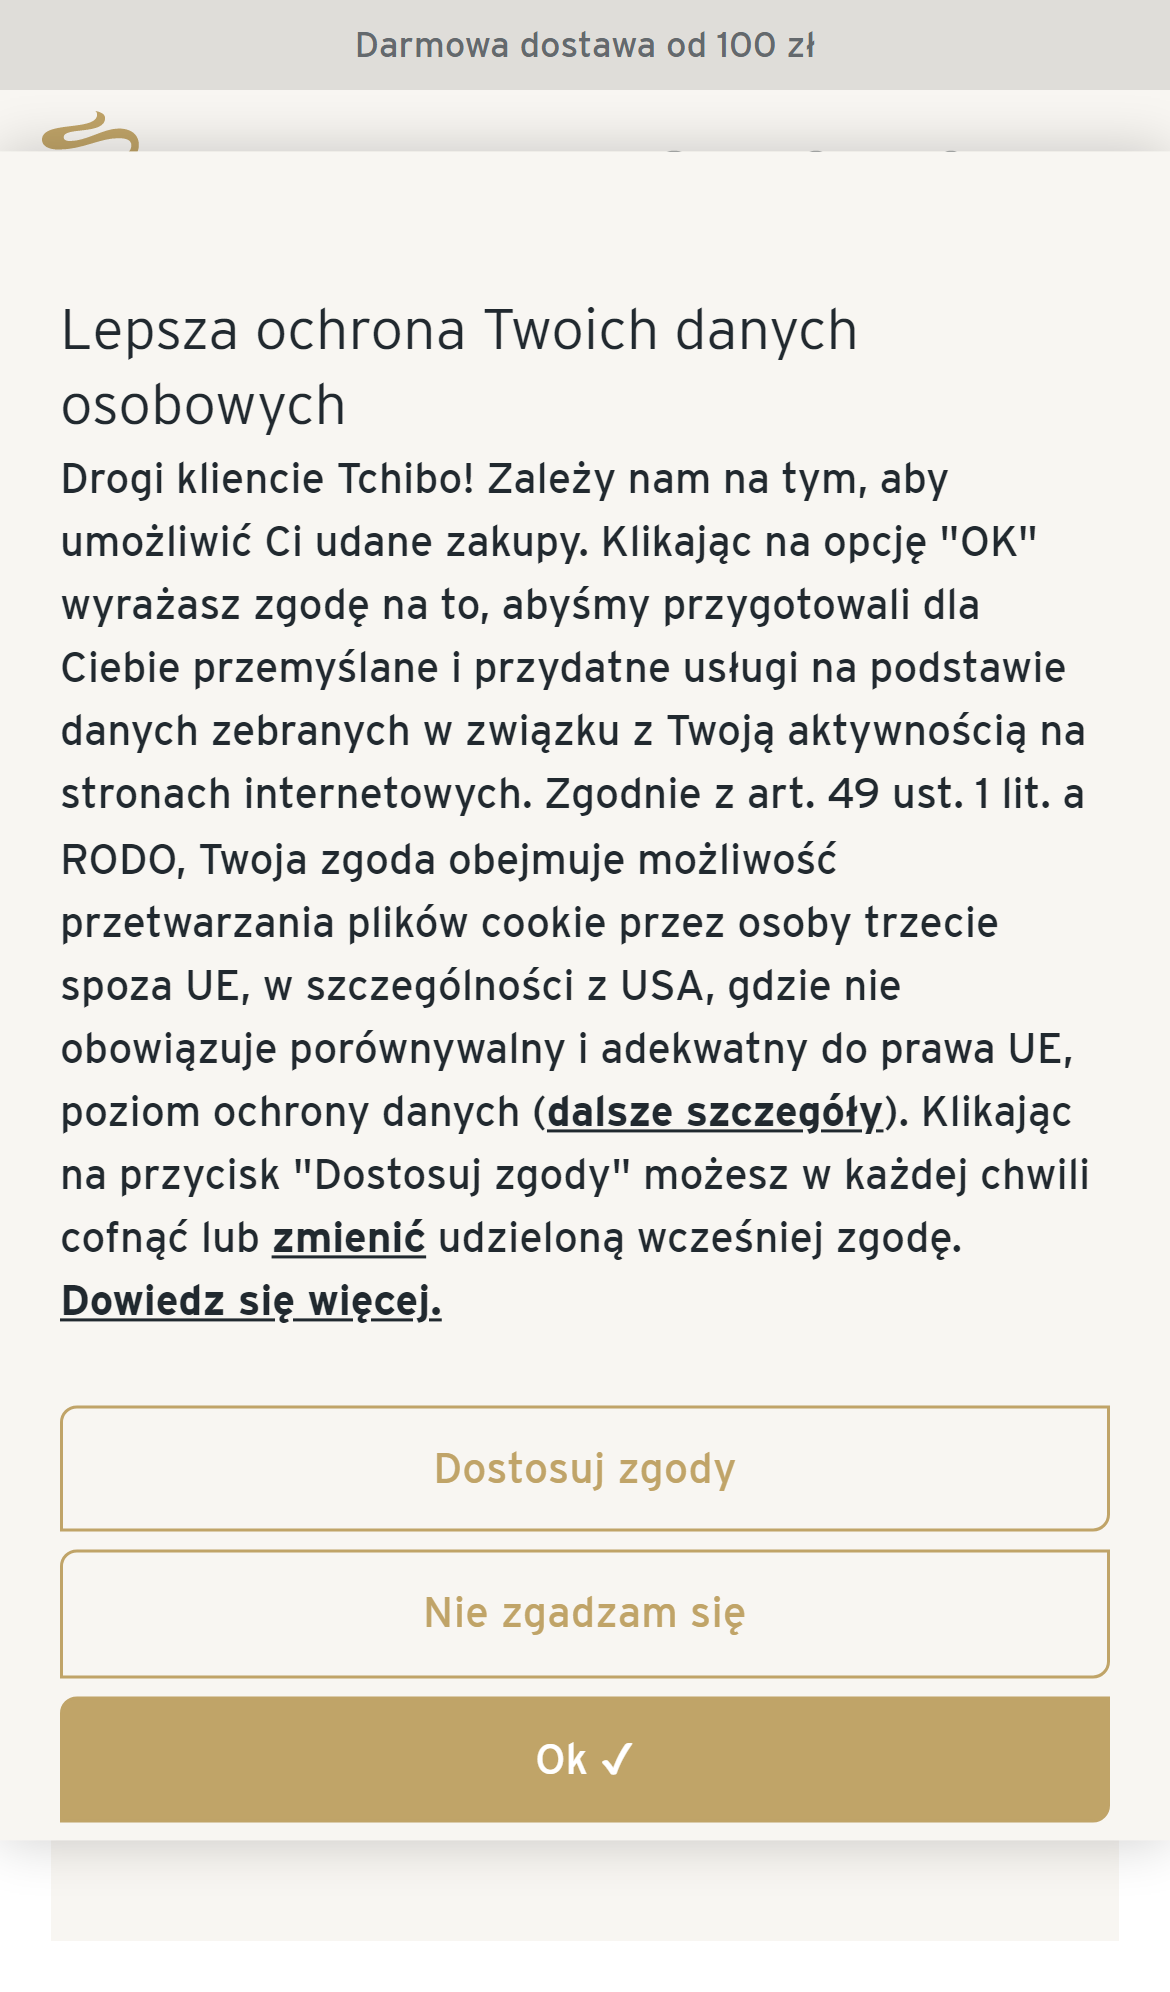 Darmowa dostawa od 100 zł
Lepsza ochrona Twoich danych
osobowych
Drogi kliencie Tchibo! Zależy nam na tym, aby
umożliwić Ci udane zakupy. Klikając na opcję "OK"
wyrażasz zgodę na to, abyśmy przygotowali dla
Ciebie przemyślane i przydatne usługi na podstawie
danych zebranych w związku z Twoją aktywnością na
stronach internetowych. Zgodnie z art. 49 ust. 1 lit. a
RODO, Twoja zgoda obejmuje możliwość
przetwarzania plików cookie przez osoby trzecie
spoza UE, w szczególności z USA, gdzie nie
obowiązuje porównywalny i adekwatny do prawa UE,
poziom ochrony danych (dalsze szczegóły). Klikając
na przycisk "Dostosuj zgody" możesz w każdej chwili
cofnąć lub zmienić udzieloną wcześniej zgodę.
Dowiedz się więcej.
Dostosuj zgody
Nie zgadzam się
Ok ✓